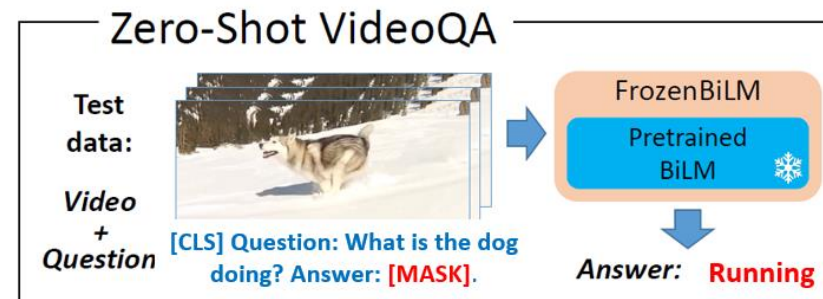 Zero-Shot VideoQA
Test
data:
Video
+
Question
[CLS] Question: What is the dog
doing? Answer: [MASK].
FrozenBiLM
Pretrained
BiLM
Answer: Running